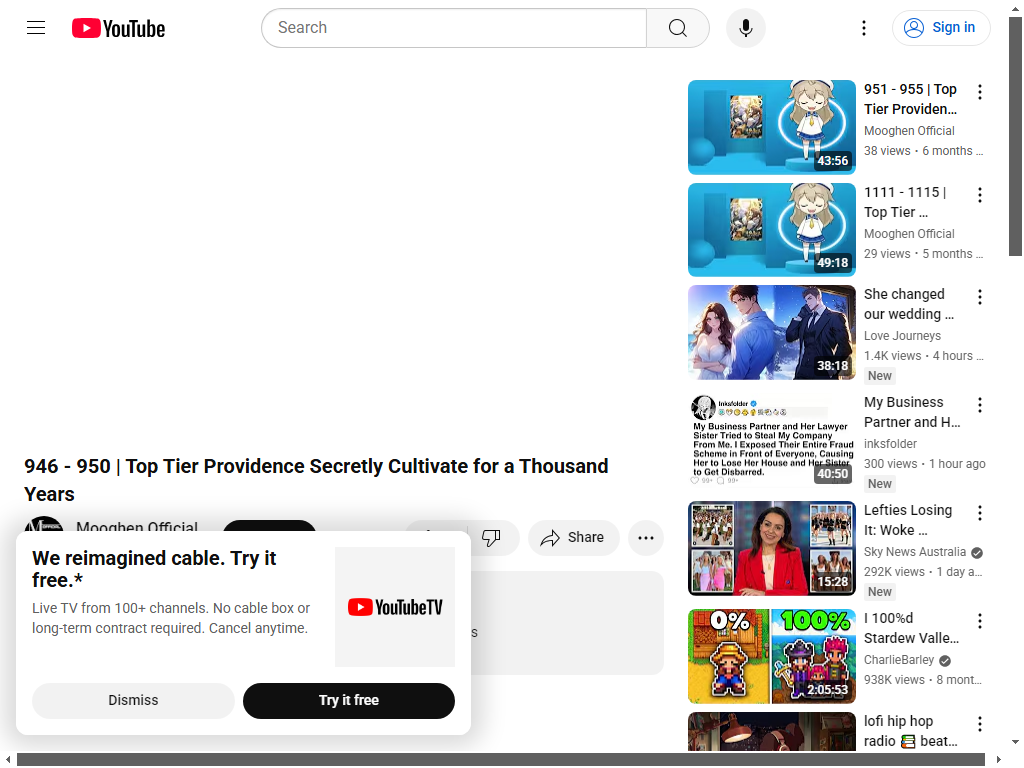 YouTube
Search
Sign in
951 - 955 | Top
Tier Providen...
Mooghen Official
38 views • 6 months ...
43:56
1111 - 1115 |
Top Tier ...
Mooghen Official
29 views • 5 months ...
49:18
She changed
our wedding ...
Love Journeys
1.4K views • 4 hours ...
New
38:18
Inksfolder
My Business Partner and Her Lawyer
Sister Tried to Steal My Company
From Me. I Exposed Their Entire Fraud
Scheme in Front of Everyone, Causing
Her to Lose Her House and Her Sister
to Get Disbarred.
99+ 99+
40:50
My Business
Partner and H...
inksfolder
300 views • 1 hour ago
New
Lefties Losing
It: Woke ...
Sky News Australia
292K views • 1 day a...
New
15:28
0% 100%
2:05:53
I 100%d
Stardew Valle...
CharlieBarley
938K views • 8 mont...
lofi hip hop
radio 📚 beat...
946 - 950 | Top Tier Providence Secretly Cultivate for a Thousand
Years
Mooghen Official
Share
We reimagined cable. Try it
free.*
Live TV from 100+ channels. No cable box or
long-term contract required. Cancel anytime.
YouTubeTV
Dismiss
Try it free
s